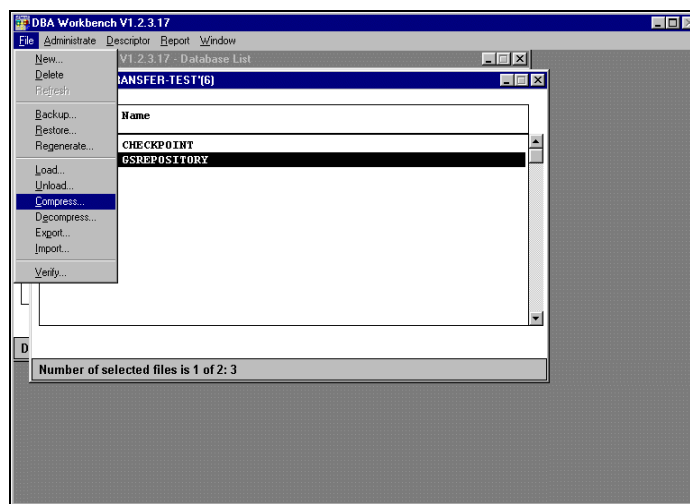 DBA Workbench V1.2.3.17
File Administrate Descriptor Report Window
V1.2.3.17 - Database List
New...
Delete
Refresh
ANSFER-TEST'(6)
Backup...
Restore...
Regenerate...
Name
CHECKPOINT
GSREPOSITORY
Load...
Unload...
Compress...
Decompress...
Export...
Import...
Verify...
D
Number of selected files is 1 of 2: 3